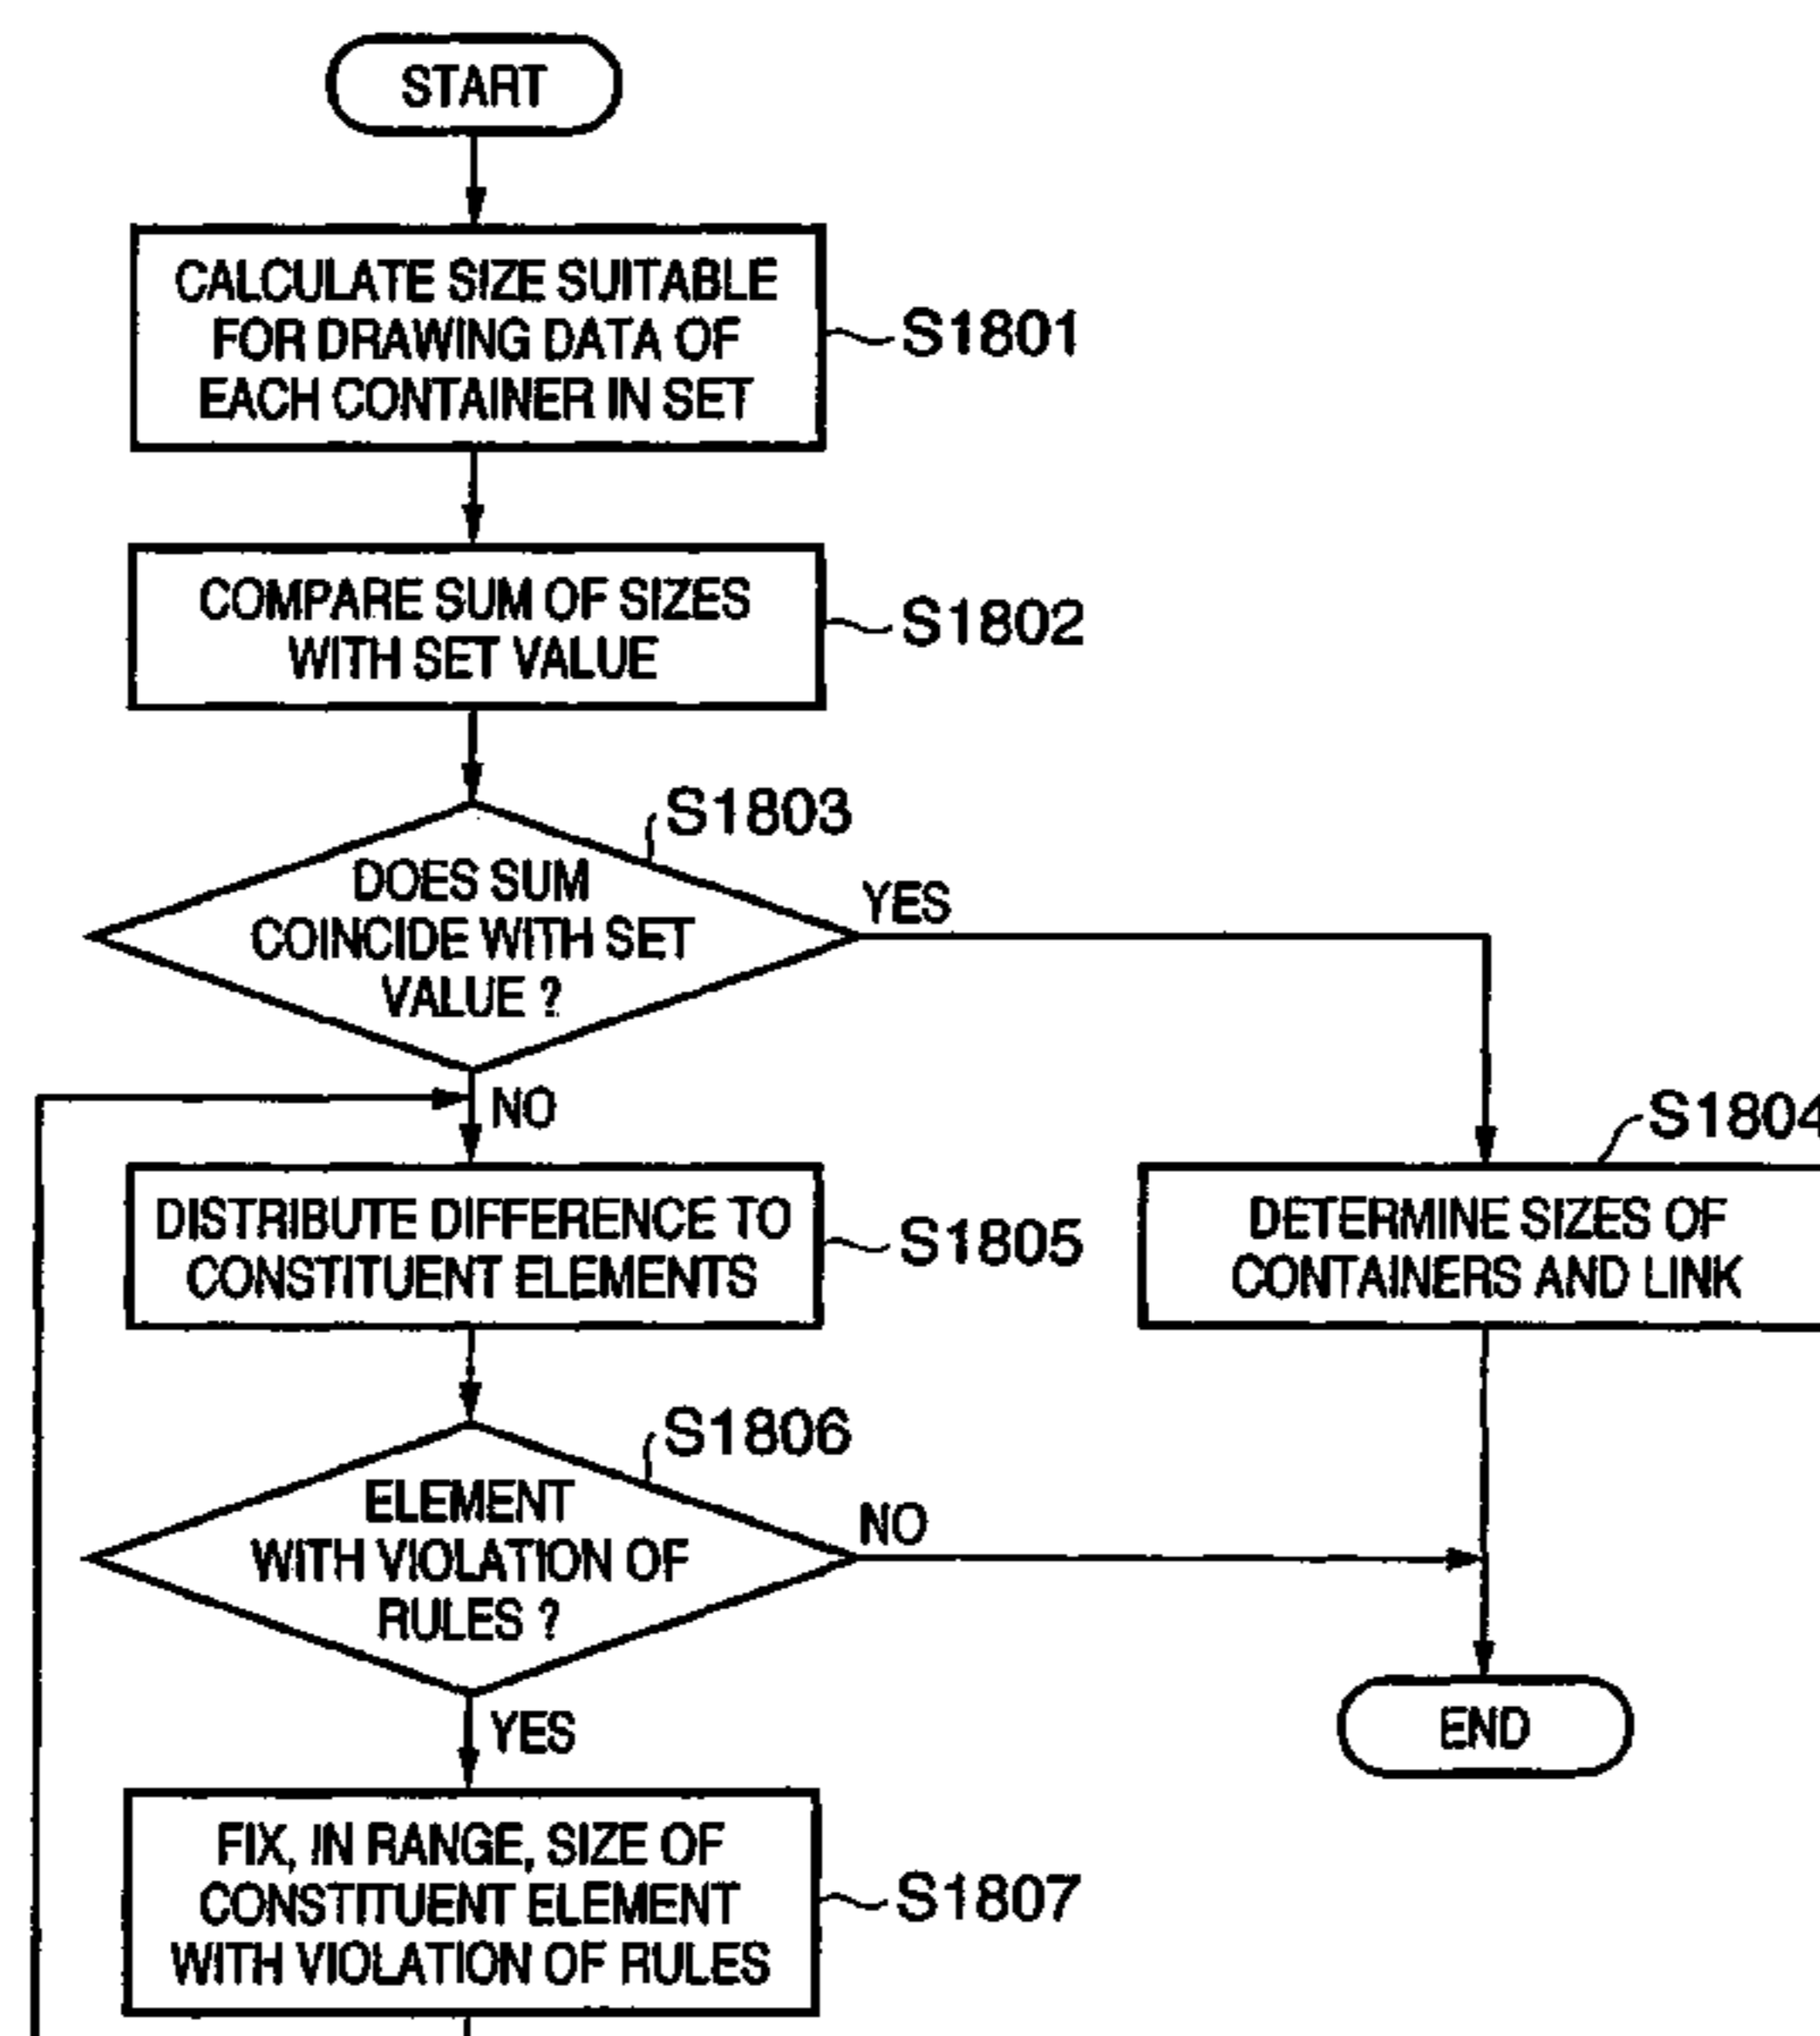 START
CALCULATE SIZE SUITABLE
FOR DRAWING DATA OF
EACH CONTAINER IN SET
S1801
COMPARE SUM OF SIZES
WITH SET VALUE
S1802
S1803
DOES SUM
COINCIDE WITH SET
VALUE ?
YES
NO
S1804
DISTRIBUTE DIFFERENCE TO
CONSTITUENT ELEMENTS
S1805
DETERMINE SIZES OF
CONTAINERS AND LINK
S1806
ELEMENT
WITH VIOLATION OF
RULES ?
NO
YES
END
FIX, IN RANGE, SIZE OF
CONSTITUENT ELEMENT
WITH VIOLATION OF RULES
S1807